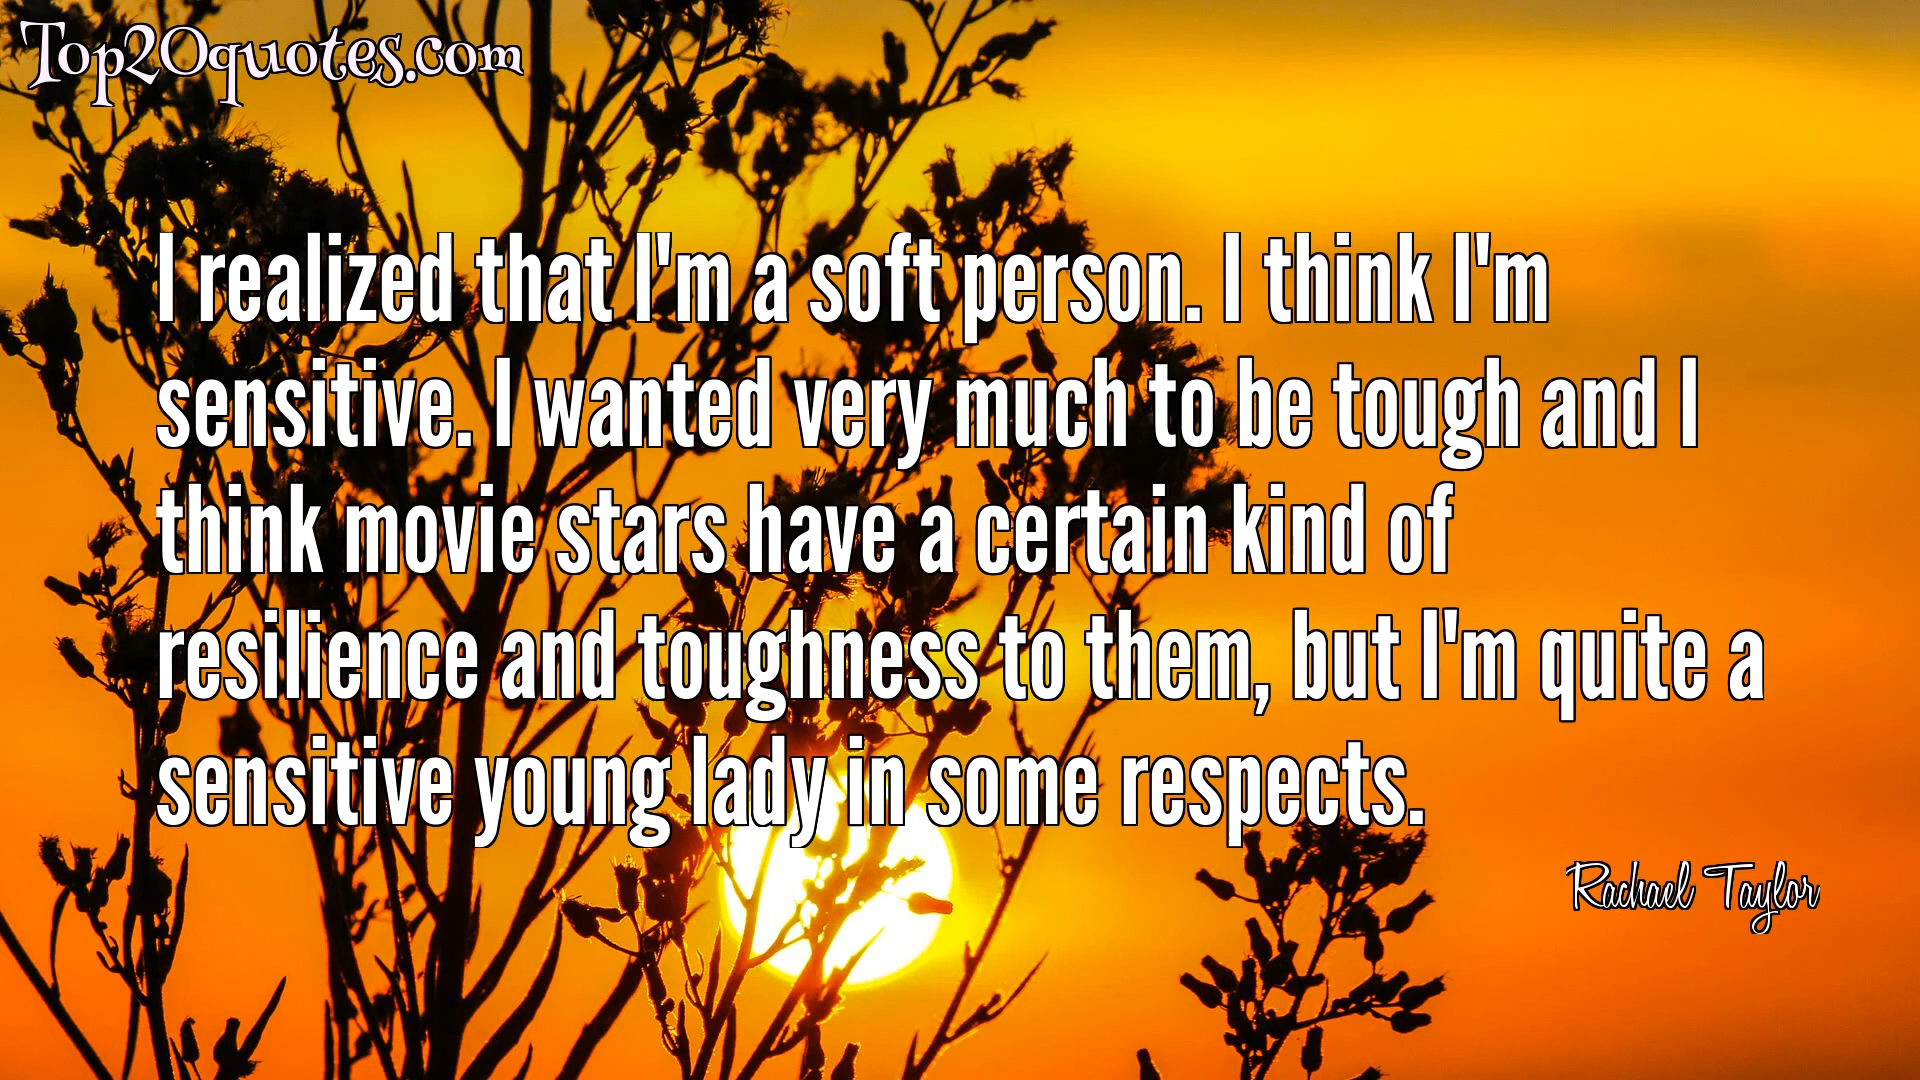 Top20quotes.com
I realized that I'm a soft person. I think I'm
sensitive. I wanted very much to be tough and I
think movie stars have a certain kind of
resilience and toughness to them, but I'm quite a
sensitive young lady in some respects.
Rachael Taylor